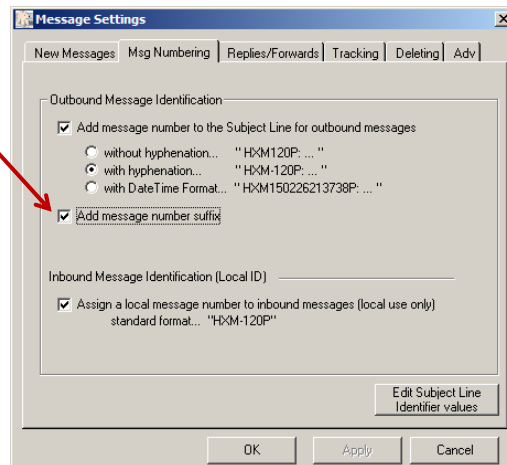 Message Settings
New Messages Msg Numbering Replies/Forwards Tracking Deleting Adv
Outbound Message Identification
Add message number to the Subject Line for outbound messages
without hyphenation... " HXM120P: ... "
with hyphenation... " HXM-120P: ... "
with DateTime Format... " HXM150226213738P: ... "
Add message number suffix
Inbound Message Identification (Local ID)
Assign a local message number to inbound messages (local use only)
standard format... "HXM-120P"
Edit Subject Line
Identifier values
OK Apply Cancel